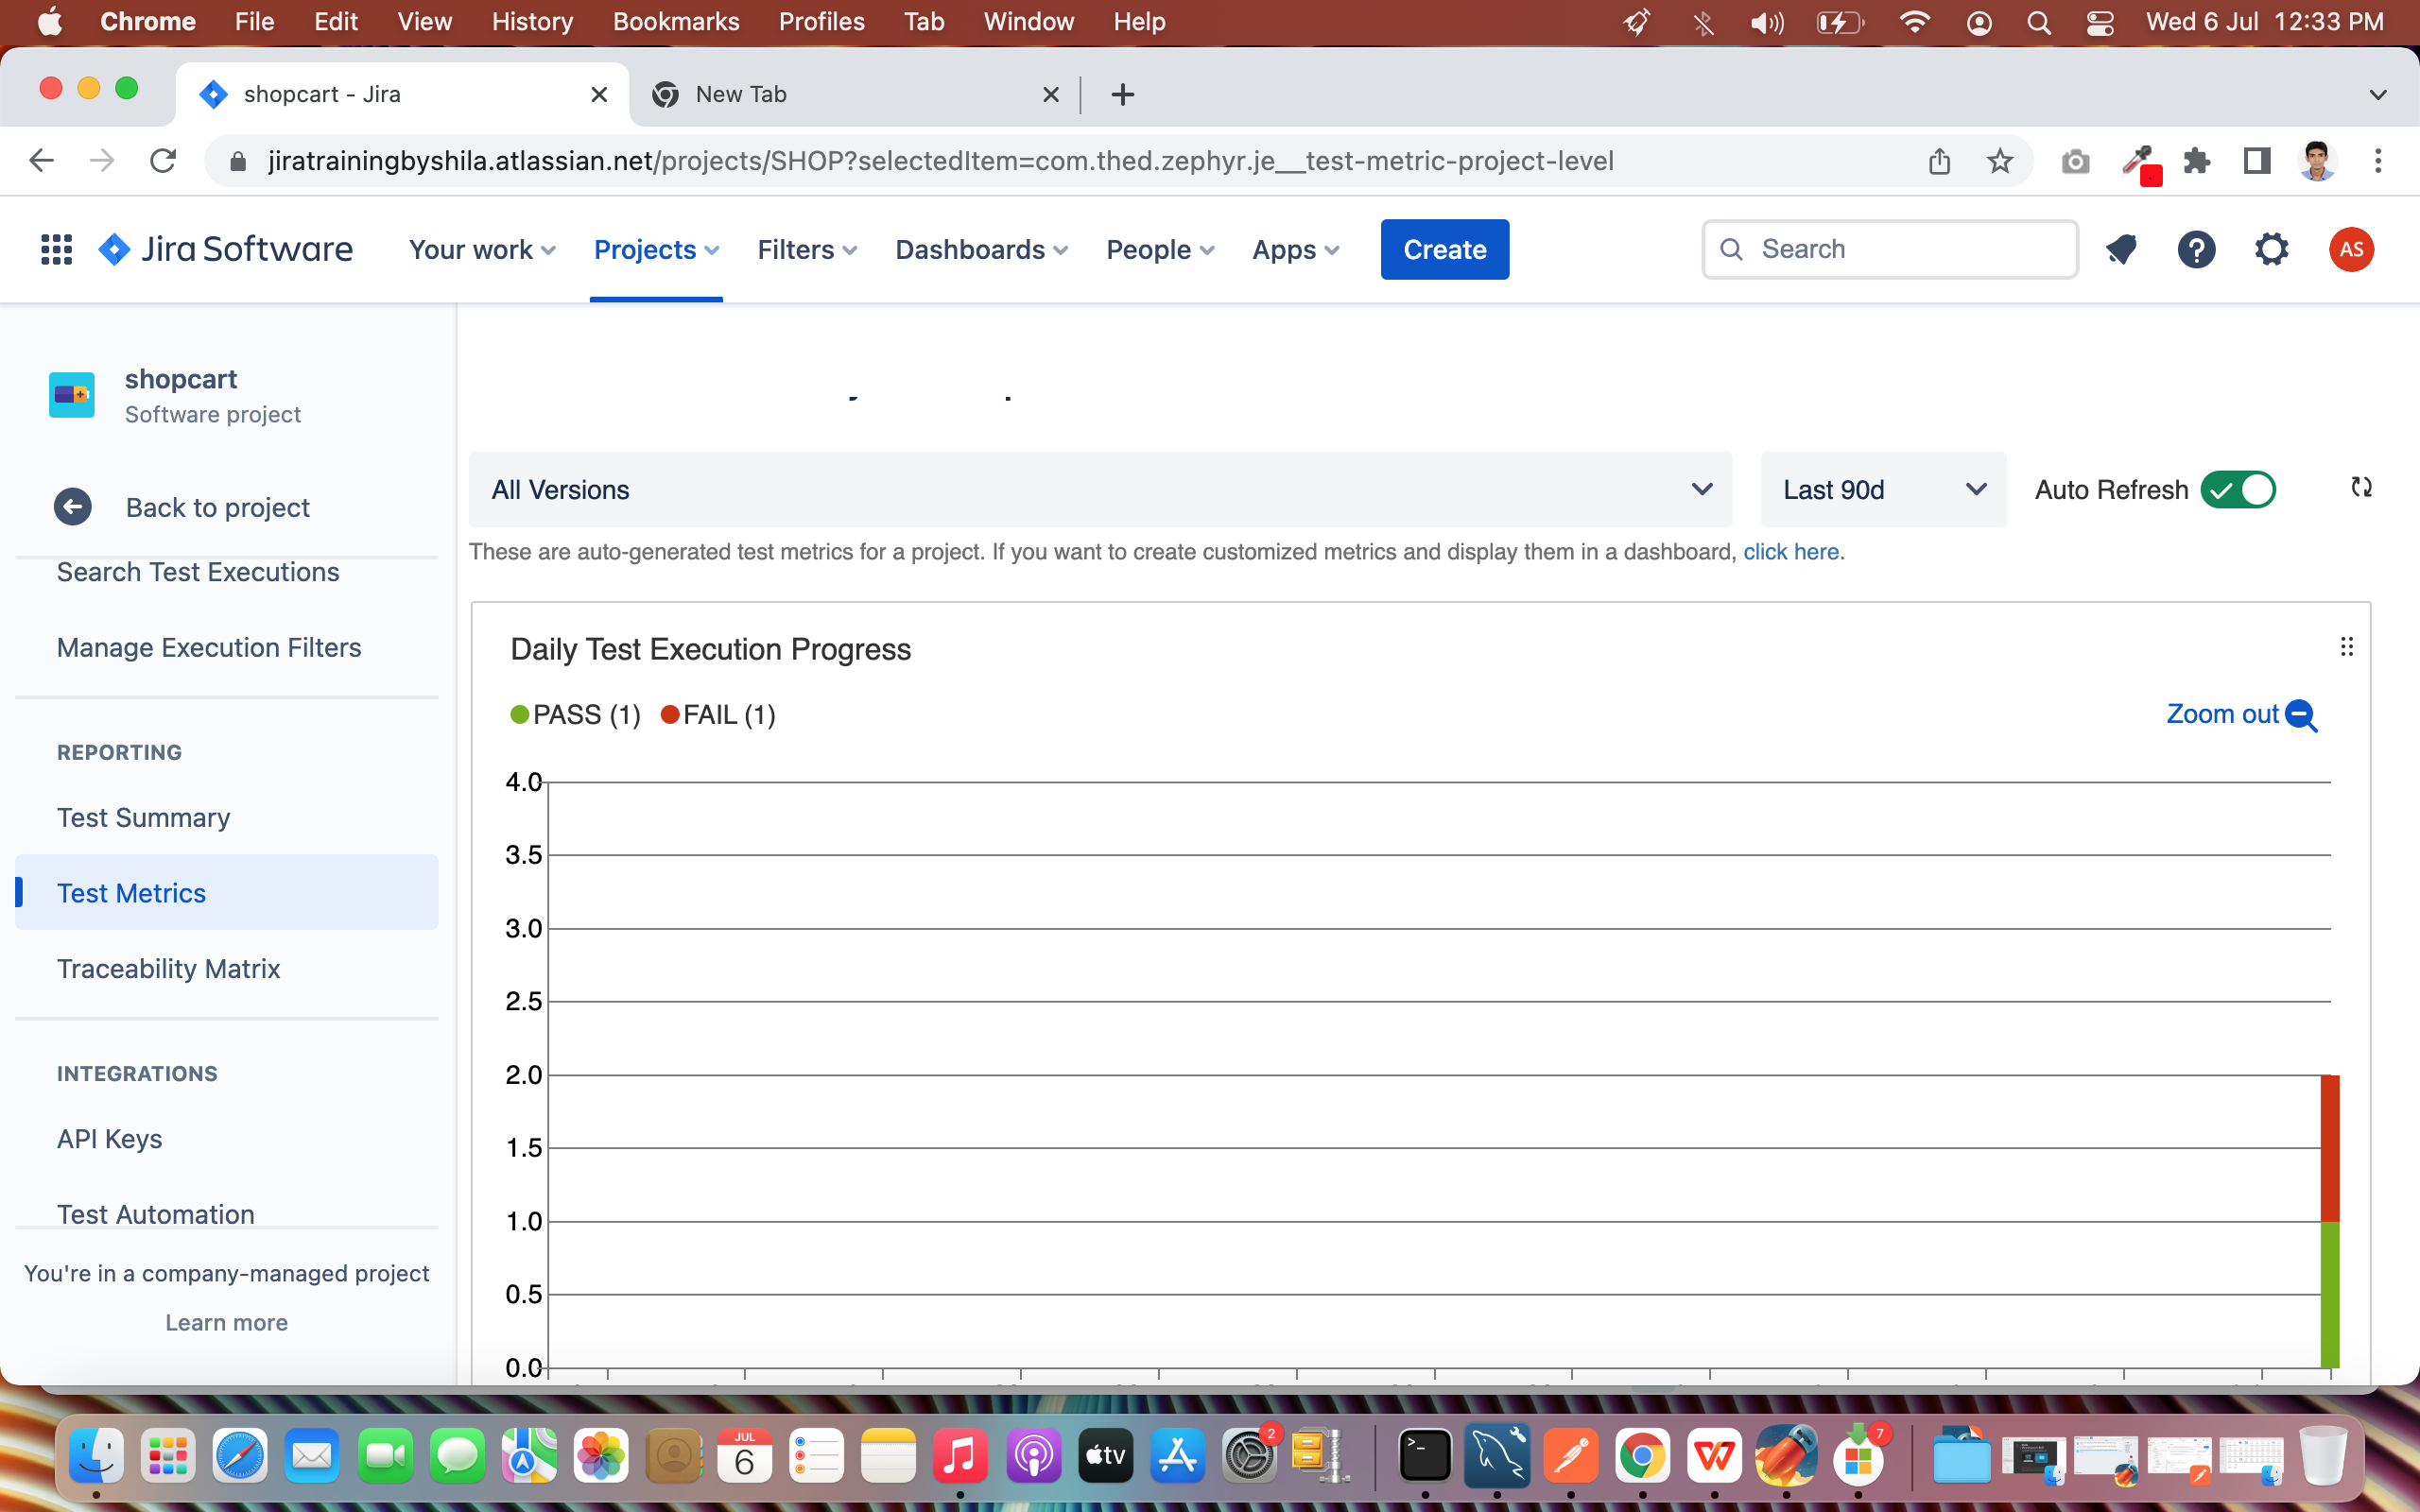 Chrome File Edit View History Bookmarks Profiles Tab Window Help Wed 6 Jul 12:33 PM
shopcart - Jira New Tab
jiratrainingbyshila.atlassian.net/projects/SHOP?selectedItem=com.thed.zephyr.je__test-metric-project-level
Jira Software Your work Projects Filters Dashboards People Apps Create Search AS
shopcart
Software project
Back to project
Search Test Executions
Manage Execution Filters
REPORTING
Test Summary
Test Metrics
Traceability Matrix
INTEGRATIONS
API Keys
Test Automation
You're in a company-managed project
Learn more
All Versions Last 90d Auto Refresh
These are auto-generated test metrics for a project. If you want to create customized metrics and display them in a dashboard, click here.
Daily Test Execution Progress
PASS (1) FAIL (1) Zoom out
4.0
3.5
3.0
2.5
2.0
1.5
1.0
0.5
0.0
JUL
6
tv
2
7